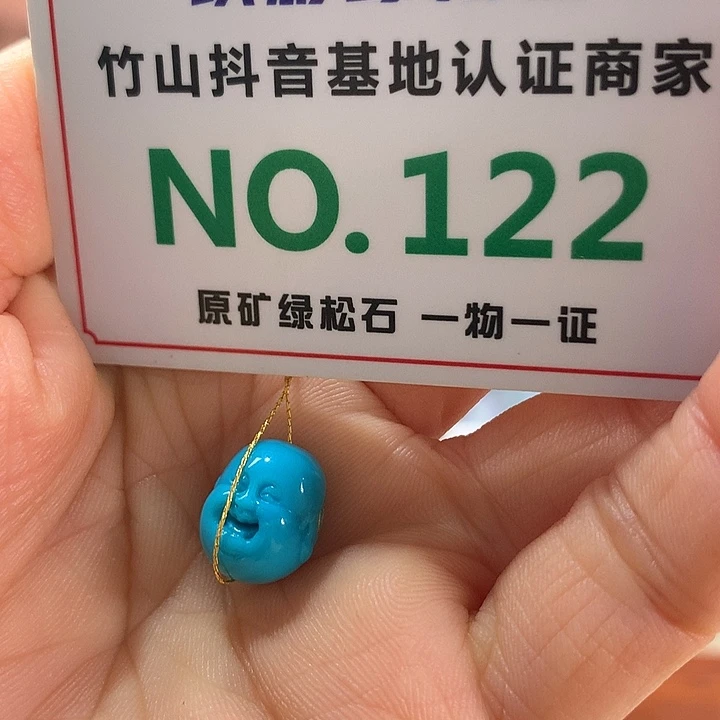 竹山抖音基地认证商家
NO.122
原矿绿松石 一物一证